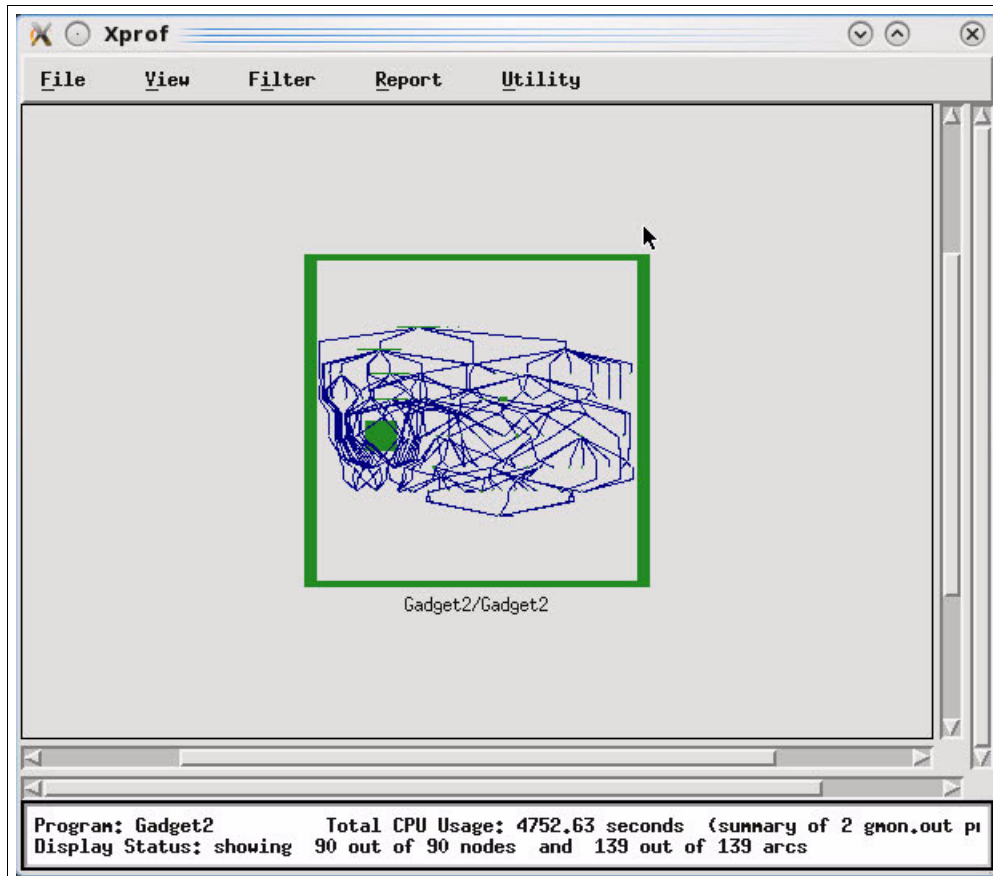 Xprof
File View Filter Report Utility
Gadget2/Gadget2
Program: Gadget2 Total CPU Usage: 4752.63 seconds (summary of 2 gmon.out
Display Status: showing 90 out of 90 nodes and 139 out of 139 arcs